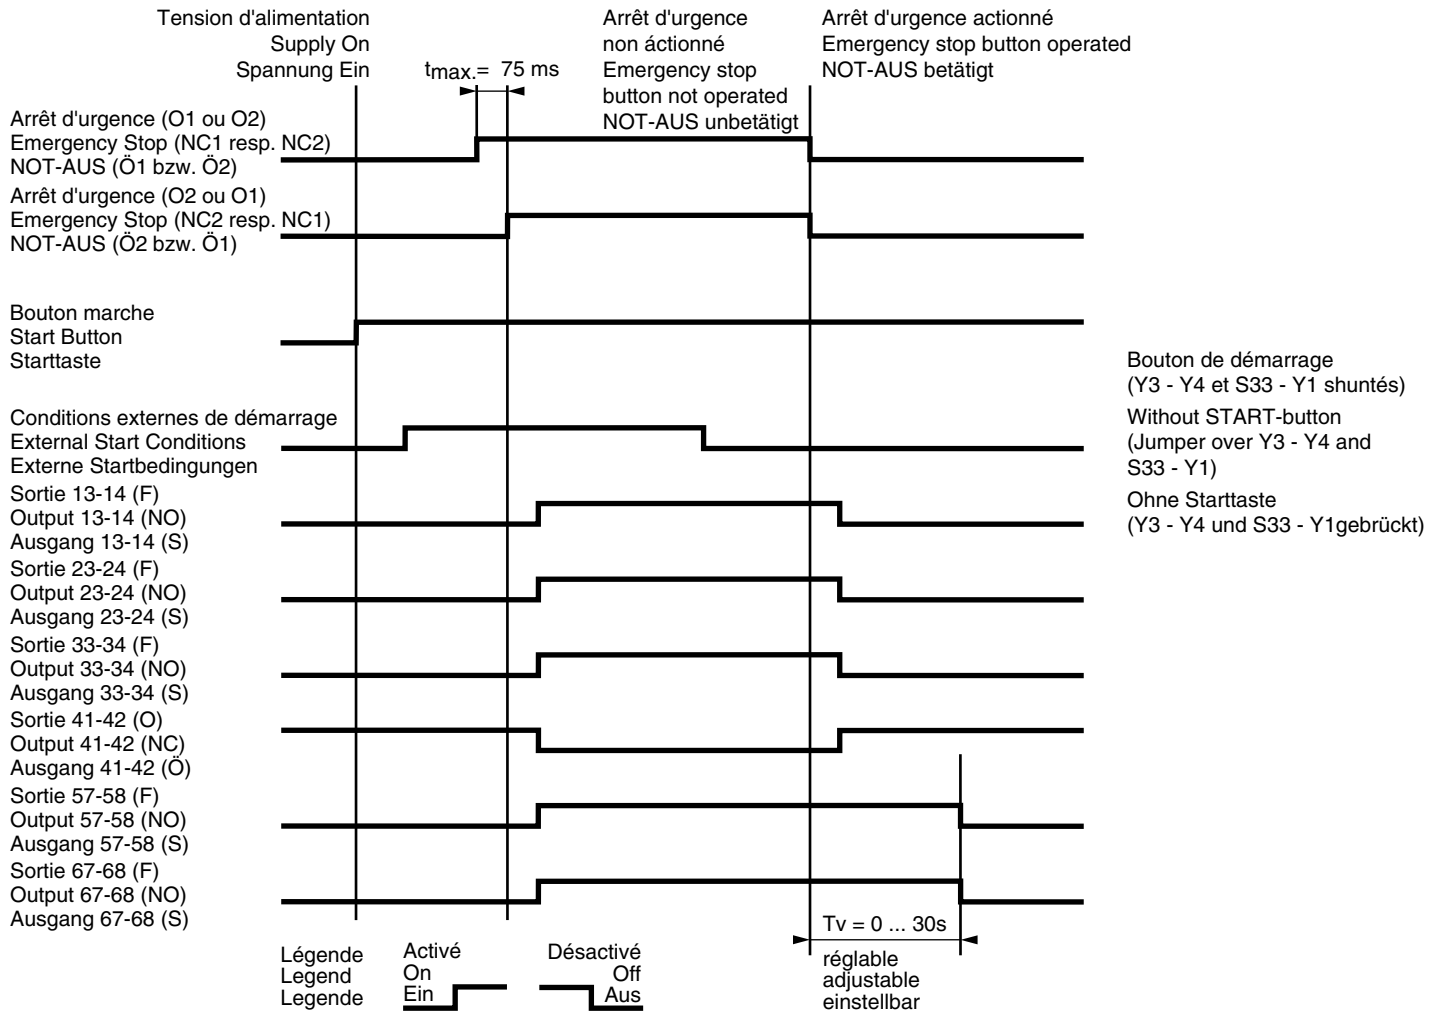 Tension d'alimentation
Supply On
Spannung Ein
tmax.= 75 ms
Arrêt d'urgence
non áctionné
Emergency stop
button not operated
NOT-AUS unbetätigt
Arrêt d'urgence actionné
Emergency stop button operated
NOT-AUS betätigt
Arrêt d'urgence (O1 ou O2)
Emergency Stop (NC1 resp. NC2)
NOT-AUS (Ö1 bzw. Ö2)
Arrêt d'urgence (O2 ou O1)
Emergency Stop (NC2 resp. NC1)
NOT-AUS (Ö2 bzw. Ö1)
Bouton marche
Start Button
Starttaste
Bouton de démarrage
(Y3 - Y4 et S33 - Y1 shuntés)
Without START-button
(Jumper over Y3 - Y4 and
S33 - Y1)
Ohne Starttaste
(Y3 - Y4 und S33 - Y1gebrückt)
Conditions externes de démarrage
External Start Conditions
Externe Startbedingungen
Sortie 13-14 (F)
Output 13-14 (NO)
Ausgang 13-14 (S)
Sortie 23-24 (F)
Output 23-24 (NO)
Ausgang 23-24 (S)
Sortie 33-34 (F)
Output 33-34 (NO)
Ausgang 33-34 (S)
Sortie 41-42 (O)
Output 41-42 (NC)
Ausgang 41-42 (Ö)
Sortie 57-58 (F)
Output 57-58 (NO)
Ausgang 57-58 (S)
Sortie 67-68 (F)
Output 67-68 (NO)
Ausgang 67-68 (S)
Tv = 0 ... 30s
réglable
adjustable
einstellbar
Légende
Legend
Legende
Activé
On
Ein
Désactivé
Off
Aus